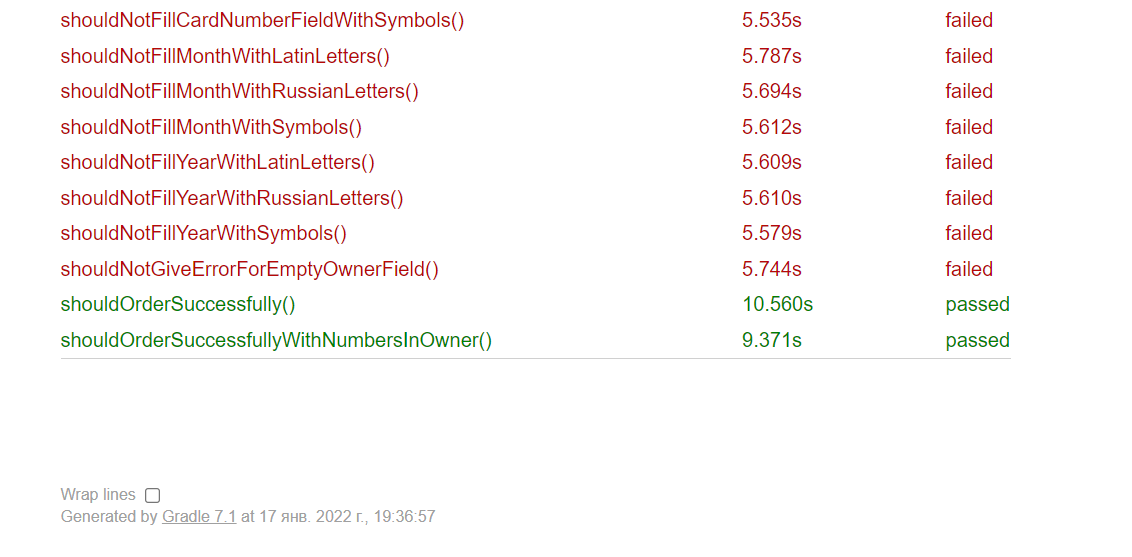 shouldNotFillCardNumberFieldWithSymbols() 5.535s failed
shouldNotFillMonthWithLatinLetters() 5.787s failed
shouldNotFillMonthWithRussianLetters() 5.694s failed
shouldNotFillMonthWithSymbols() 5.612s failed
shouldNotFillYearWithLatinLetters() 5.609s failed
shouldNotFillYearWithRussianLetters() 5.610s failed
shouldNotFillYearWithSymbols() 5.579s failed
shouldNotGiveErrorForEmptyOwnerField() 5.744s failed
shouldOrderSuccessfully() 10.560s passed
shouldOrderSuccessfullyWithNumbersInOwner() 9.371s passed
Wrap lines
Generated by Gradle 7.1 at 17 янв. 2022 г., 19:36:57